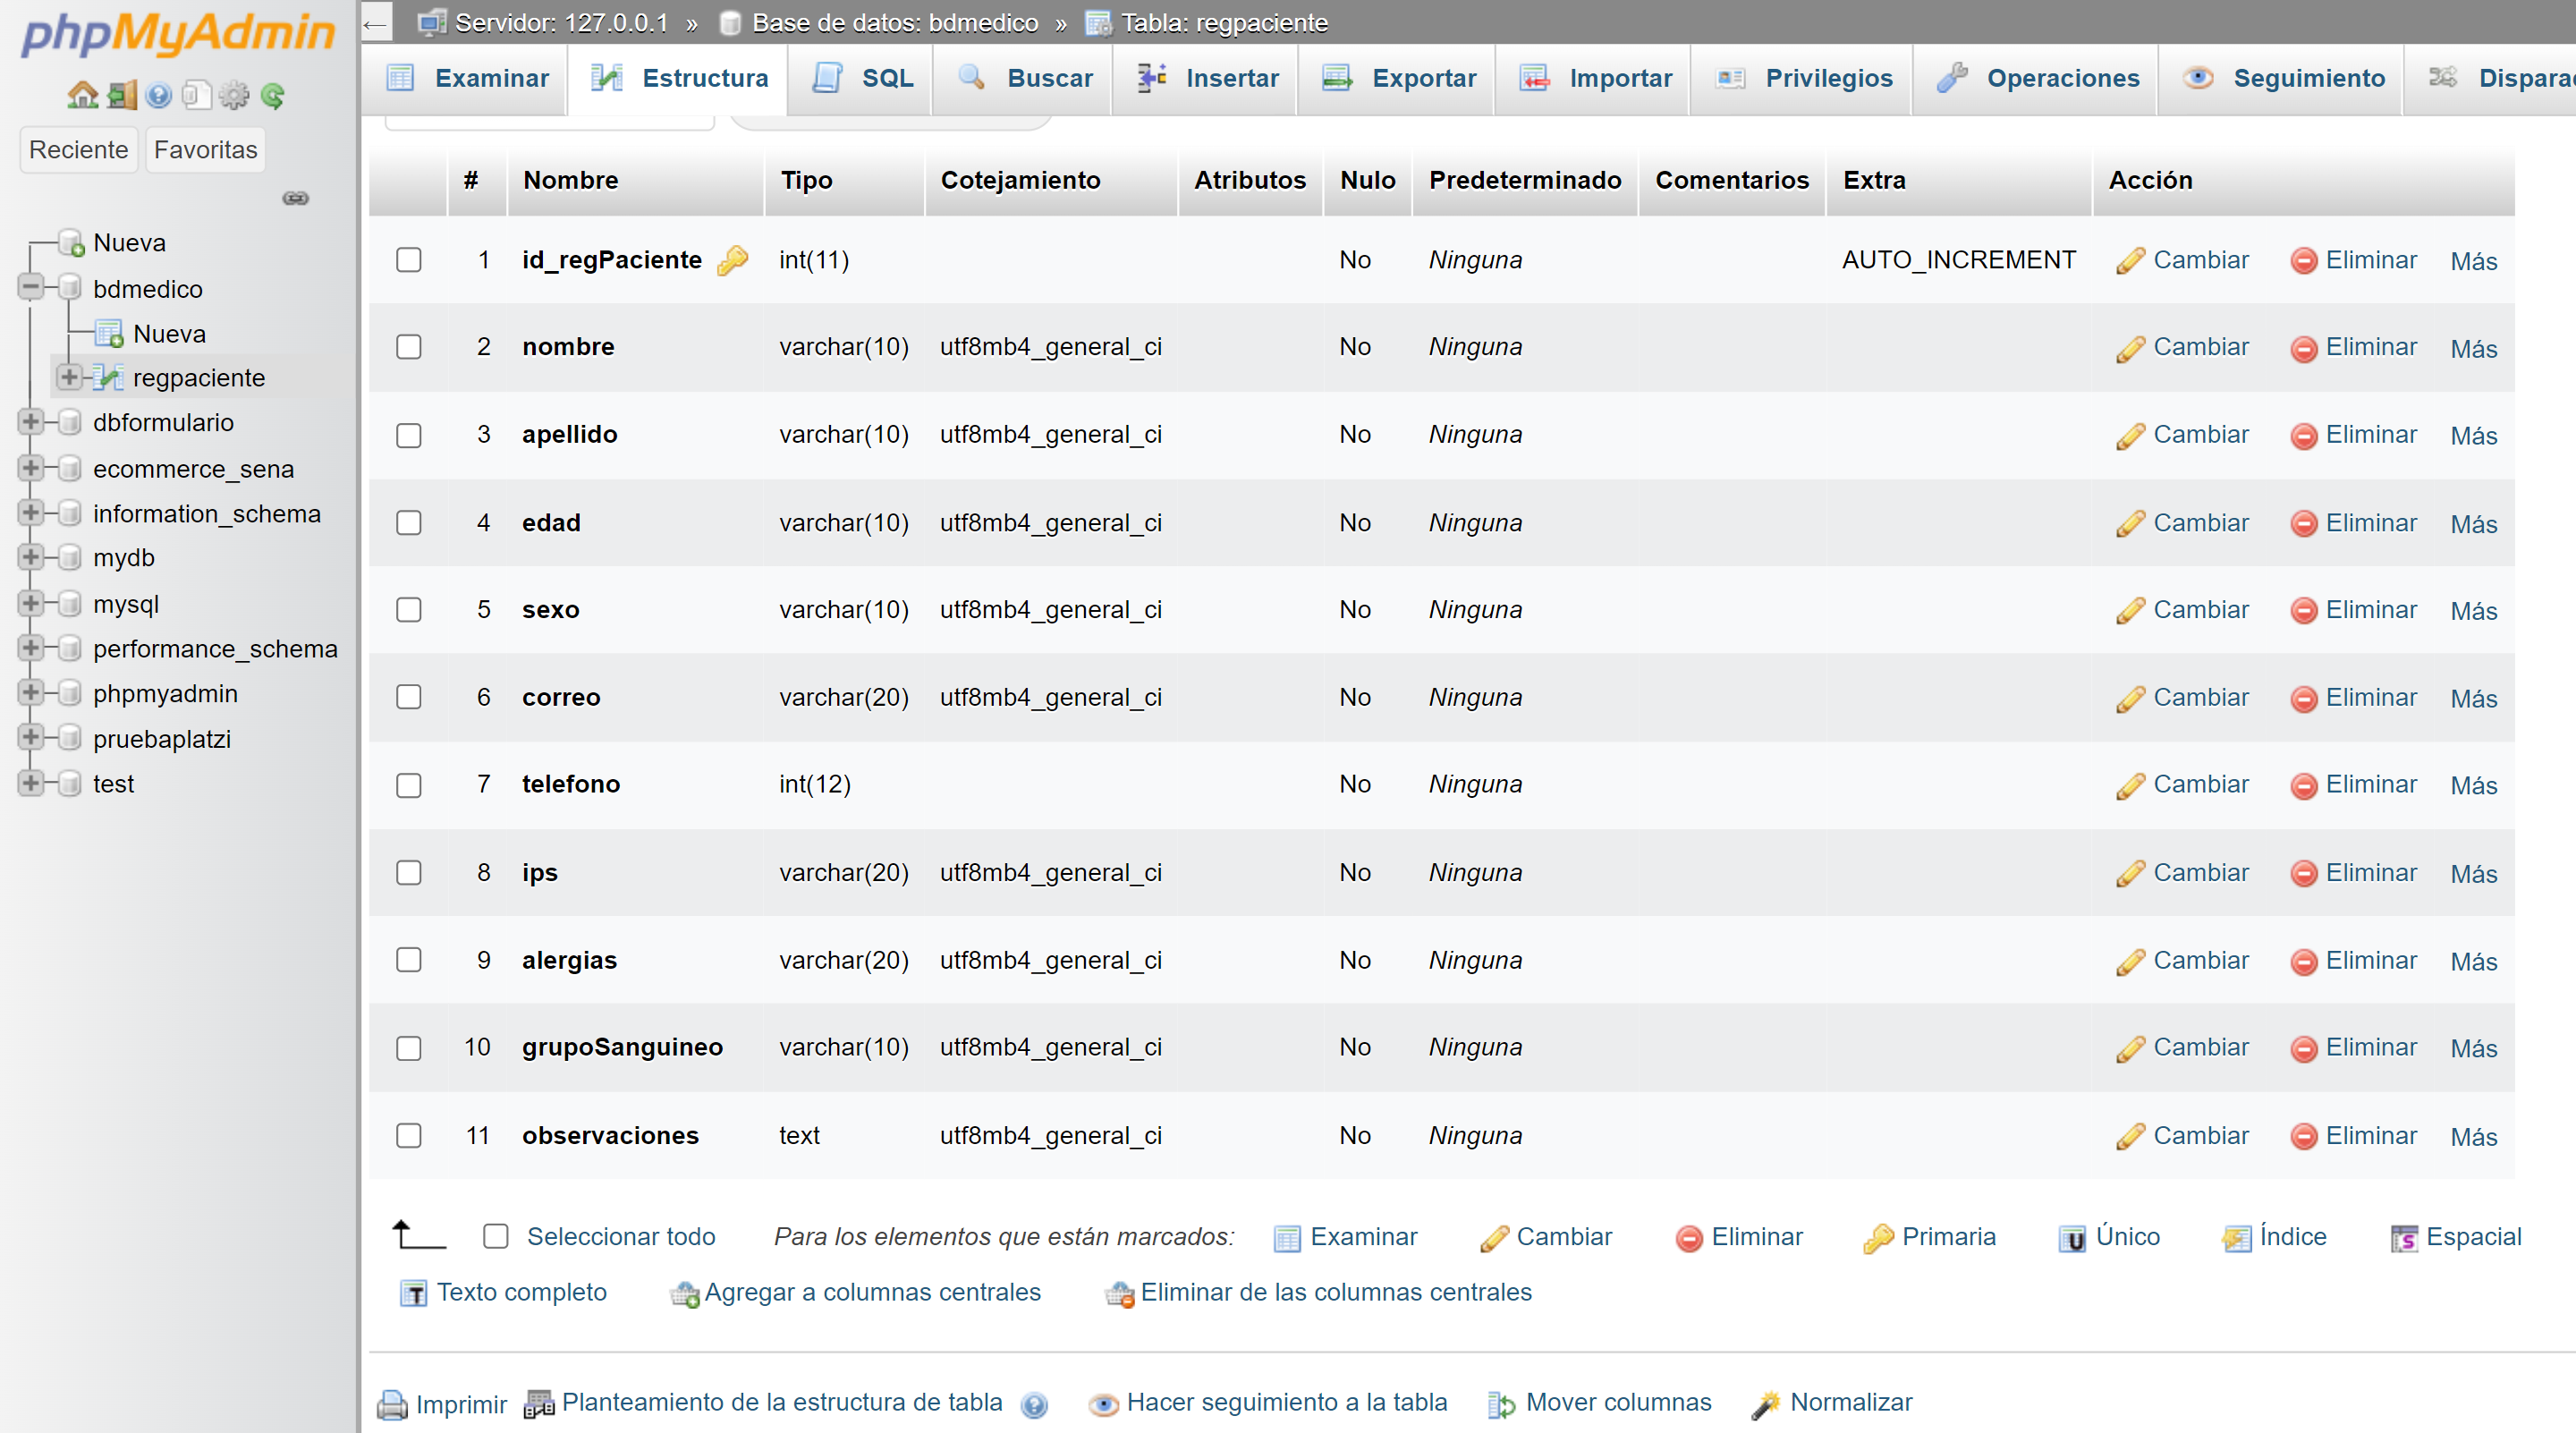 phpMyAdmin
Reciente Favoritas
Nueva
bdmedico
Nueva
regpaciente
dbformulario
ecommerce_sena
information_schema
mydb
mysql
performance_schema
phpmyadmin
pruebaplatzi
test
← Servidor: 127.0.0.1 » Base de datos: bdmedico » Tabla: regpaciente
Examinar Estructura SQL Buscar Insertar Exportar Importar Privilegios Operaciones Seguimiento
# Nombre Tipo Cotejamiento Atributos Nulo Predeterminado Comentarios Extra Acción
1 id_regPaciente int(11) No Ninguna AUTO_INCREMENT Cambiar Eliminar Más
2 nombre varchar(10) utf8mb4_general_ci No Ninguna Cambiar Eliminar Más
3 apellido varchar(10) utf8mb4_general_ci No Ninguna Cambiar Eliminar Más
4 edad varchar(10) utf8mb4_general_ci No Ninguna Cambiar Eliminar Más
5 sexo varchar(10) utf8mb4_general_ci No Ninguna Cambiar Eliminar Más
6 correo varchar(20) utf8mb4_general_ci No Ninguna Cambiar Eliminar Más
7 telefono int(12) No Ninguna Cambiar Eliminar Más
8 ips varchar(20) utf8mb4_general_ci No Ninguna Cambiar Eliminar Más
9 alergias varchar(20) utf8mb4_general_ci No Ninguna Cambiar Eliminar Más
10 grupoSanguineo varchar(10) utf8mb4_general_ci No Ninguna Cambiar Eliminar Más
11 observaciones text utf8mb4_general_ci No Ninguna Cambiar Eliminar Más
Seleccionar todo Para los elementos que están marcados: Examinar Cambiar Eliminar Primaria Único Índice Espacial
Texto completo Agregar a columnas centrales Eliminar de las columnas centrales
Imprimir Planteamiento de la estructura de tabla Hacer seguimiento a la tabla Mover columnas Normalizar